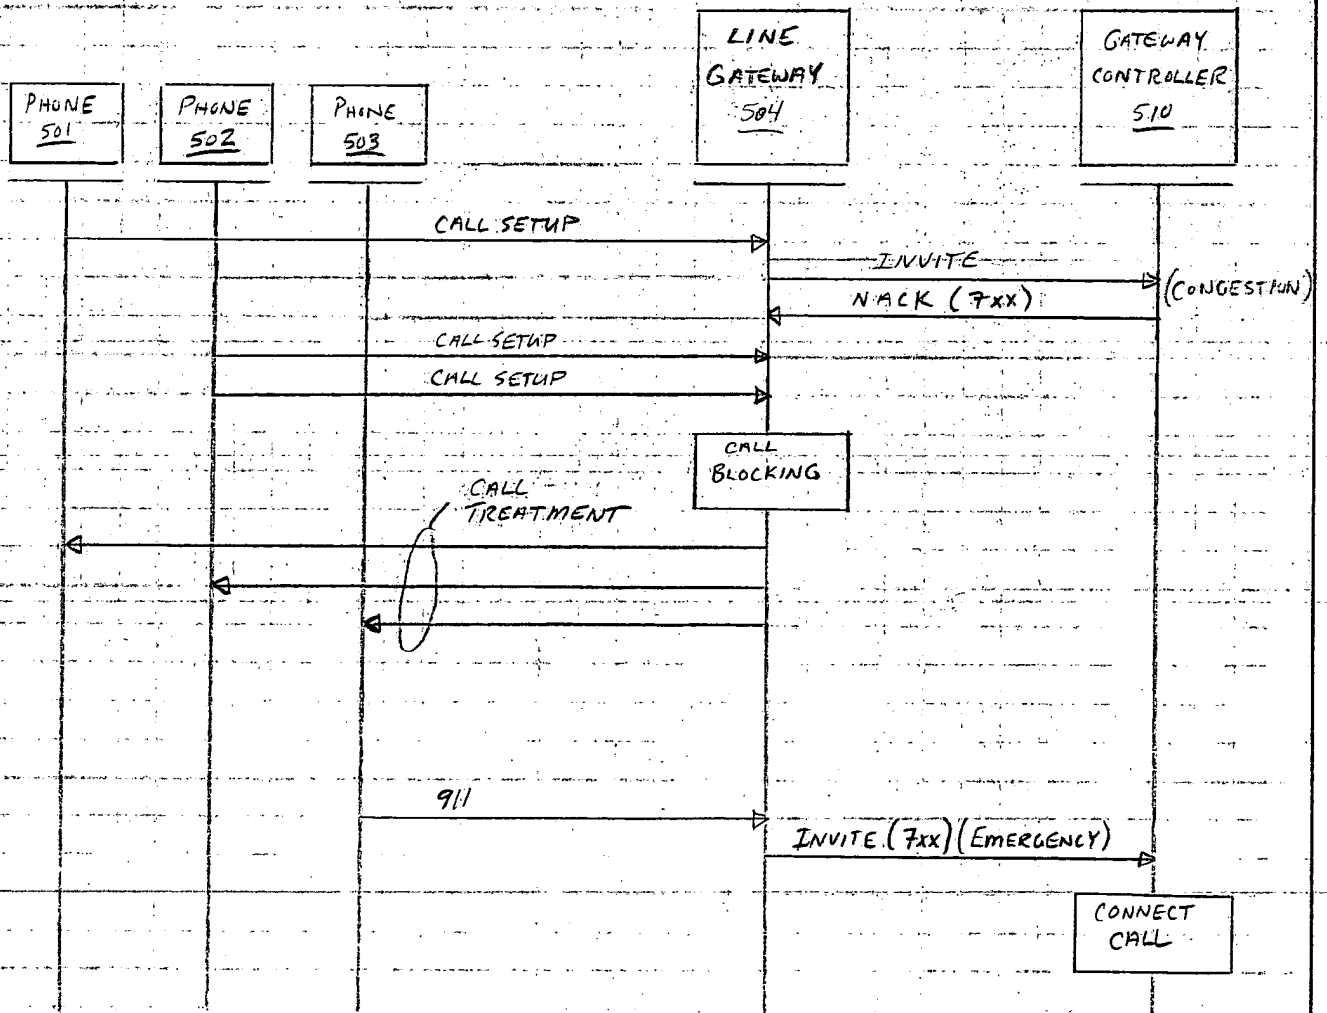 LINE
GATEWAY
504
GATEWAY
CONTROLLER
510
PHONE
501
PHONE
502
PHONE
503
CALL SETUP
INVITE
(CONGESTION)
NACK (7xx)
CALL SETUP
CALL SETUP
CALL
BLOCKING
CALL
TREATMENT
911
INVITE (7xx) (EMERGENCY)
CONNECT
CALL